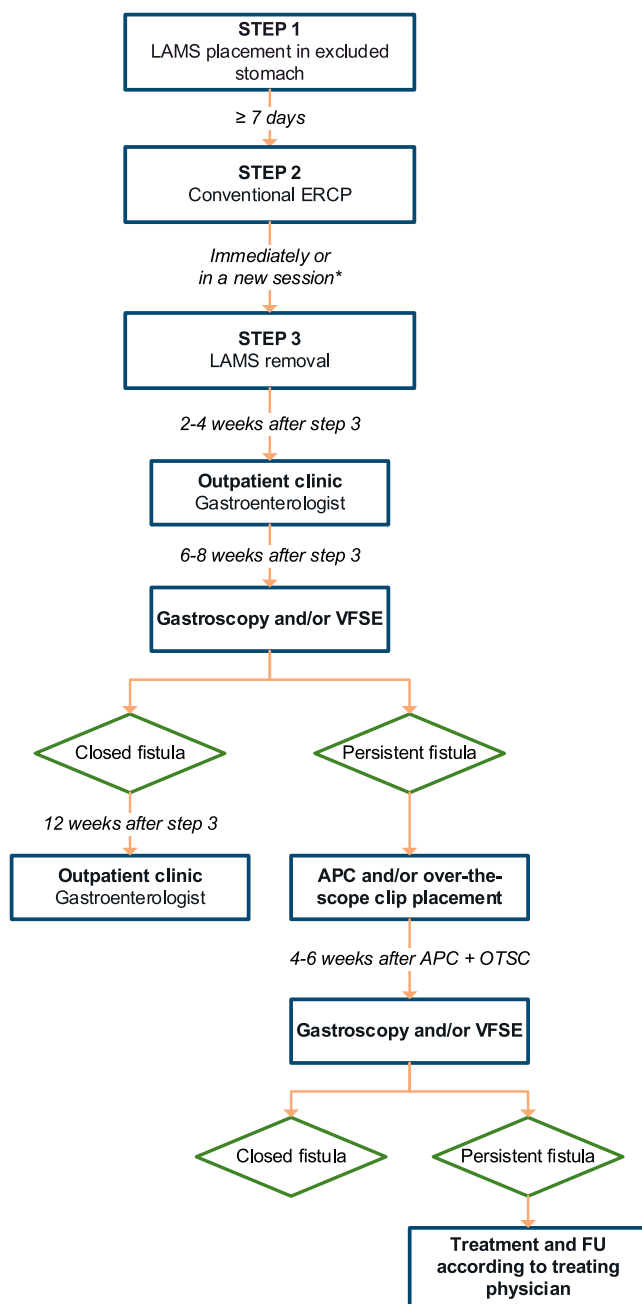 STEP 1
LAMS placement in excluded
stomach
≥ 7 days
STEP 2
Conventional ERCP
Immediately or
in a new session*
STEP 3
LAMS removal
2-4 weeks after step 3
Outpatient clinic
Gastroenterologist
6-8 weeks after step 3
Gastroscopy and/or VFSE
Closed fistula
Persistent fistula
12 weeks after step 3
Outpatient clinic
Gastroenterologist
APC and/or over-the-
scope clip placement
4-6 weeks after APC + OTSC
Gastroscopy and/or VFSE
Closed fistula
Persistent fistula
Treatment and FU
according to treating
physician